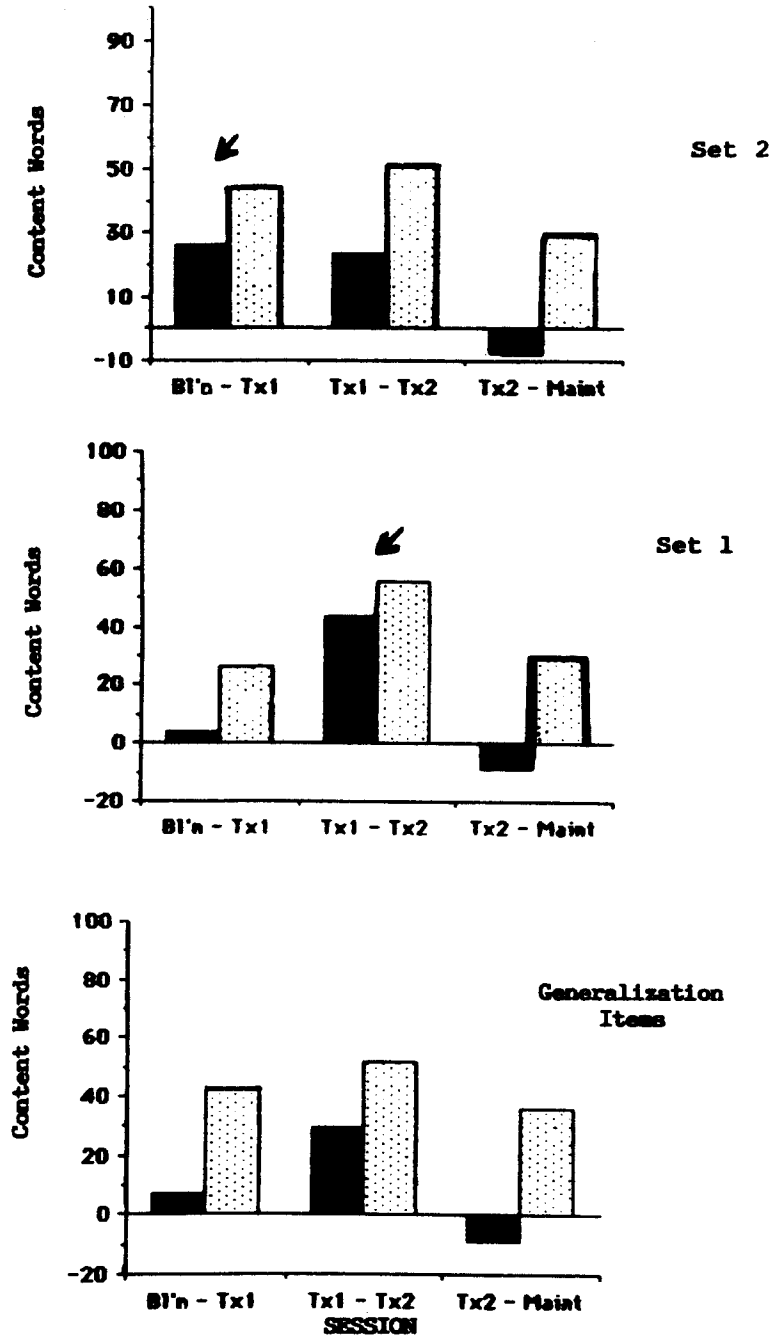 Content Words
90
70
50
30
10
-10
Set 2
Bl'n - Tx1 Tx1 - Tx2 Tx2 - Maint
Content Words
100
80
60
40
20
0
-20
Set 1
Bl'n - Tx1 Tx1 - Tx2 Tx2 - Maint
Content Words
100
80
60
40
20
0
-20
Generalization
Items
Bl'n - Tx1 Tx1 - Tx2 Tx2 - Maint
SESSION